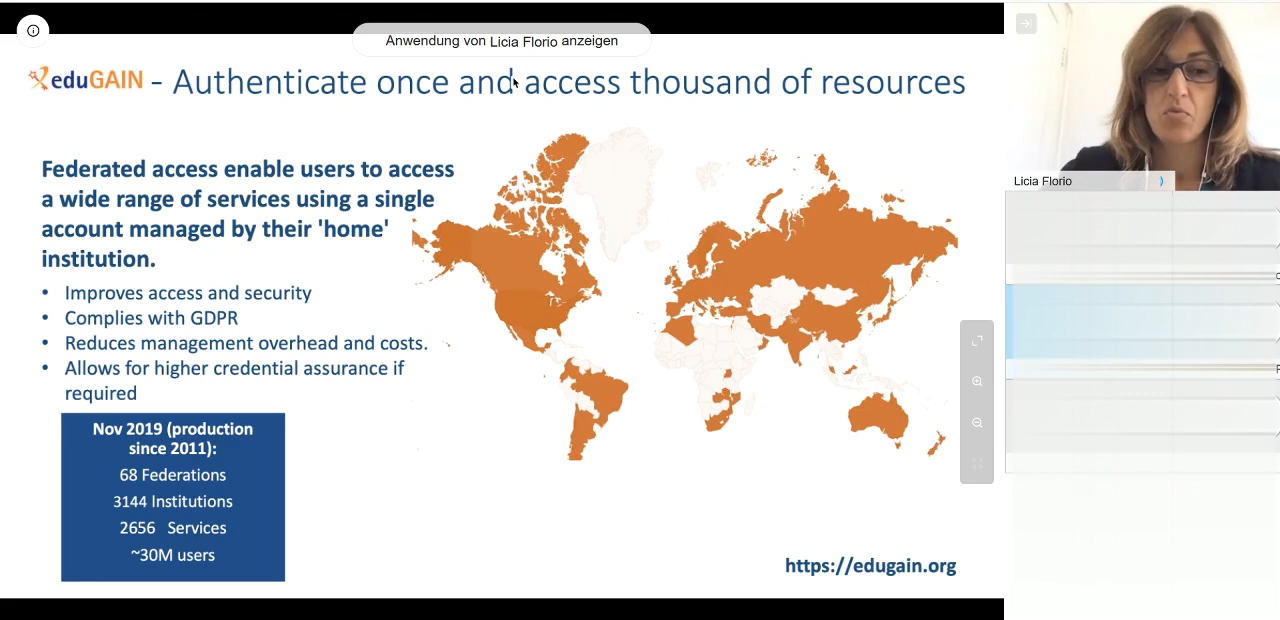 Anwendung von Licia Florio anzeigen
eduGAIN - Authenticate once and access thousand of resources
Federated access enable users to access
a wide range of services using a single
account managed by their 'home'
institution.
• Improves access and security
• Complies with GDPR
• Reduces management overhead and costs.
• Allows for higher credential assurance if
required
Nov 2019 (production
since 2011):
68 Federations
3144 Institutions
2656 Services
~30M users
https://edugain.org
Licia Florio